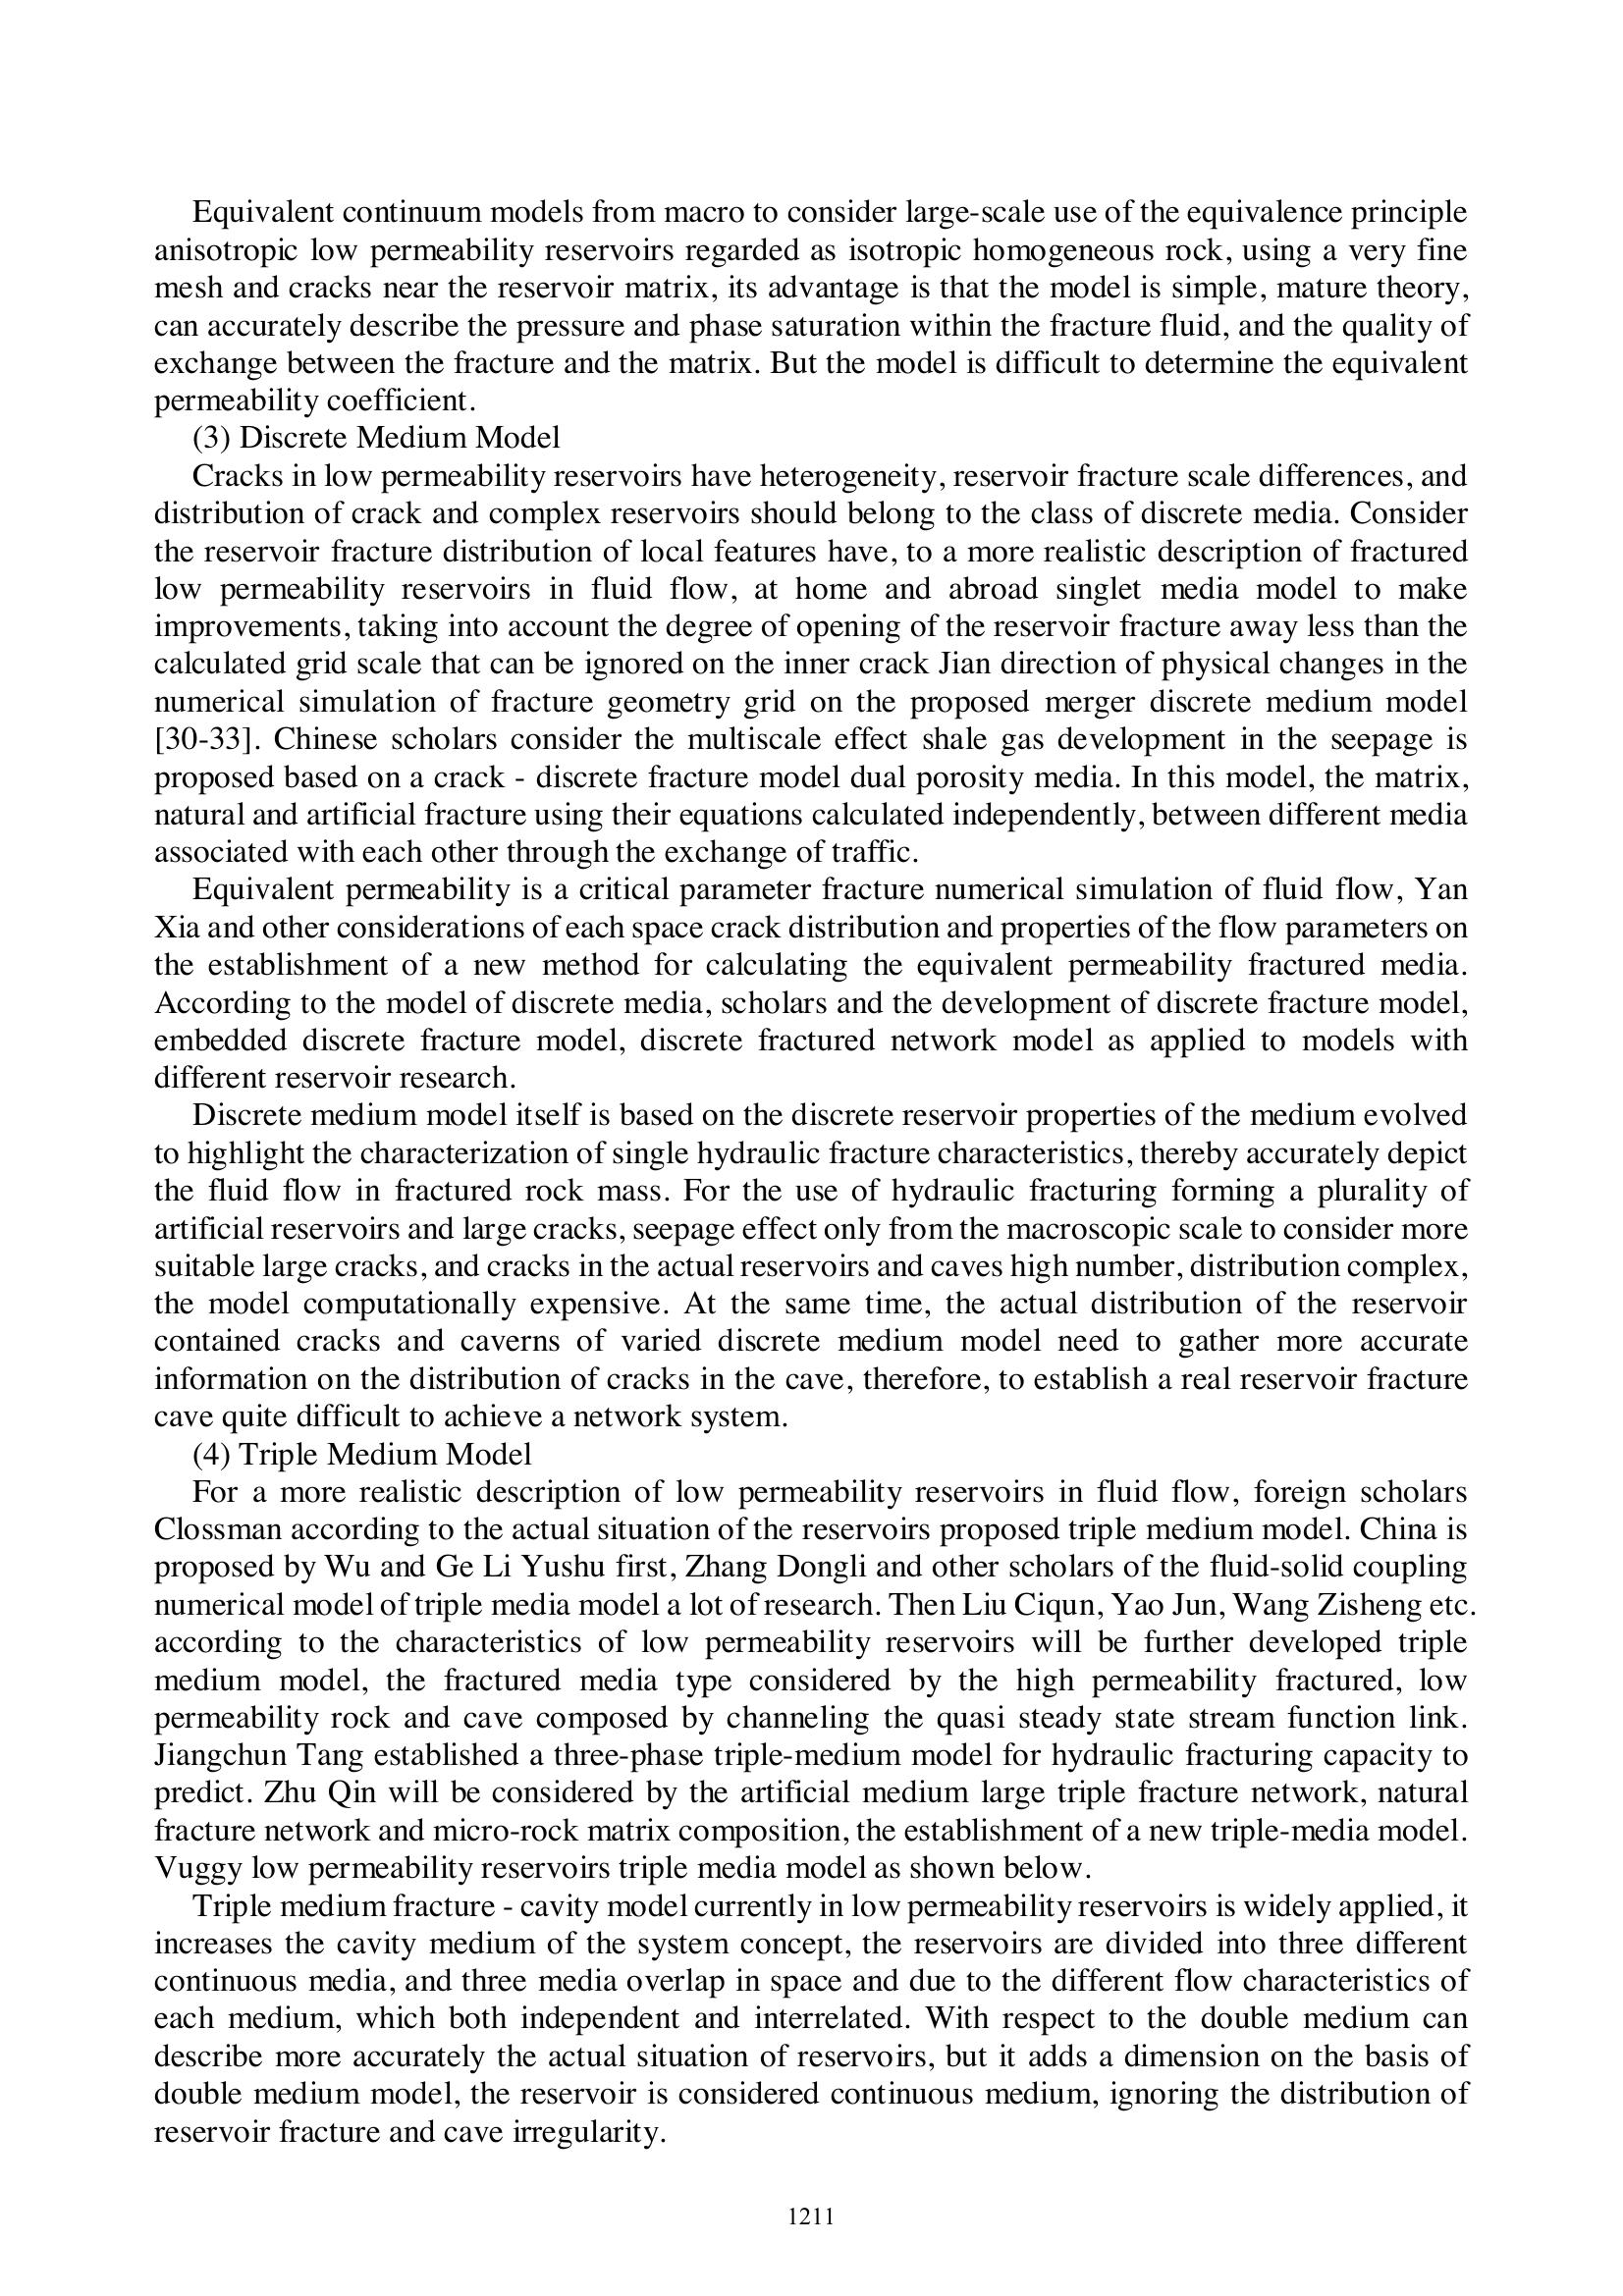 Equivalent continuum models from macro to consider large-scale use of the equivalence principle
anisotropic low permeability reservoirs regarded as isotropic homogeneous rock, using a very fine
mesh and cracks near the reservoir matrix, its advantage is that the model is simple, mature theory,
can accurately describe the pressure and phase saturation within the fracture fluid, and the quality of
exchange between the fracture and the matrix. But the model is difficult to determine the equivalent
permeability coefficient.
(3) Discrete Medium Model
Cracks in low permeability reservoirs have heterogeneity, reservoir fracture scale differences, and
distribution of crack and complex reservoirs should belong to the class of discrete media. Consider
the reservoir fracture distribution of local features have, to a more realistic description of fractured
low permeability reservoirs in fluid flow, at home and abroad singlet media model to make
improvements, taking into account the degree of opening of the reservoir fracture away less than the
calculated grid scale that can be ignored on the inner crack Jian direction of physical changes in the
numerical simulation of fracture geometry grid on the proposed merger discrete medium model
[30-33]. Chinese scholars consider the multiscale effect shale gas development in the seepage is
proposed based on a crack - discrete fracture model dual porosity media. In this model, the matrix,
natural and artificial fracture using their equations calculated independently, between different media
associated with each other through the exchange of traffic.
Equivalent permeability is a critical parameter fracture numerical simulation of fluid flow, Yan
Xia and other considerations of each space crack distribution and properties of the flow parameters on
the establishment of a new method for calculating the equivalent permeability fractured media.
According to the model of discrete media, scholars and the development of discrete fracture model,
embedded discrete fracture model, discrete fractured network model as applied to models with
different reservoir research.
Discrete medium model itself is based on the discrete reservoir properties of the medium evolved
to highlight the characterization of single hydraulic fracture characteristics, thereby accurately depict
the fluid flow in fractured rock mass. For the use of hydraulic fracturing forming a plurality of
artificial reservoirs and large cracks, seepage effect only from the macroscopic scale to consider more
suitable large cracks, and cracks in the actual reservoirs and caves high number, distribution complex,
the model computationally expensive. At the same time, the actual distribution of the reservoir
contained cracks and caverns of varied discrete medium model need to gather more accurate
information on the distribution of cracks in the cave, therefore, to establish a real reservoir fracture
cave quite difficult to achieve a network system.
(4) Triple Medium Model
For a more realistic description of low permeability reservoirs in fluid flow, foreign scholars
Clossman according to the actual situation of the reservoirs proposed triple medium model. China is
proposed by Wu and Ge Li Yushu first, Zhang Dongli and other scholars of the fluid-solid coupling
numerical model of triple media model a lot of research. Then Liu Ciqun, Yao Jun, Wang Zisheng etc.
according to the characteristics of low permeability reservoirs will be further developed triple
medium model, the fractured media type considered by the high permeability fractured, low
permeability rock and cave composed by channeling the quasi steady state stream function link.
Jiangchun Tang established a three-phase triple-medium model for hydraulic fracturing capacity to
predict. Zhu Qin will be considered by the artificial medium large triple fracture network, natural
fracture network and micro-rock matrix composition, the establishment of a new triple-media model.
Vuggy low permeability reservoirs triple media model as shown below.
Triple medium fracture - cavity model currently in low permeability reservoirs is widely applied, it
increases the cavity medium of the system concept, the reservoirs are divided into three different
continuous media, and three media overlap in space and due to the different flow characteristics of
each medium, which both independent and interrelated. With respect to the double medium can
describe more accurately the actual situation of reservoirs, but it adds a dimension on the basis of
double medium model, the reservoir is considered continuous medium, ignoring the distribution of
reservoir fracture and cave irregularity.
1211